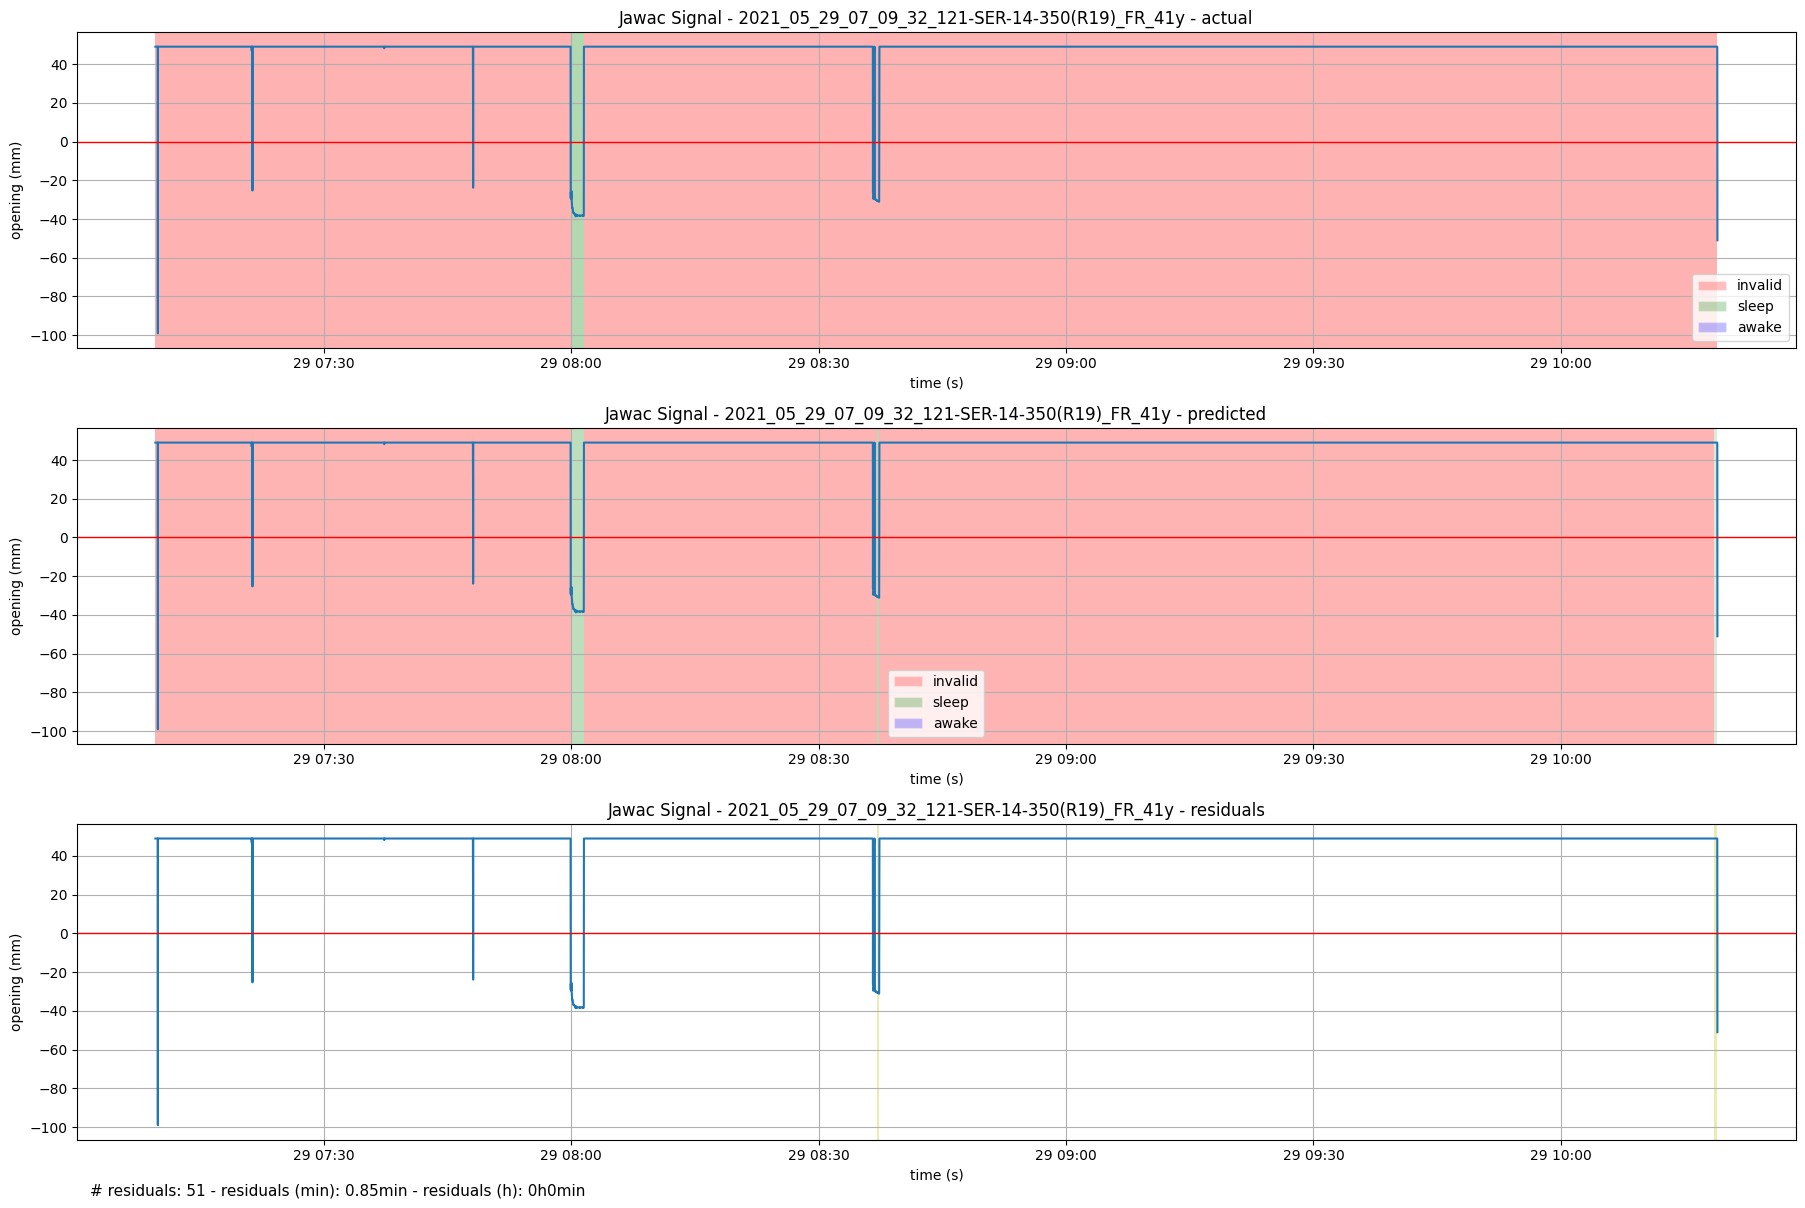 Jawac Signal - 2021_05_29_07_09_32_121-SER-14-350(R19)_FR_41y - actual
40
20
0
−20
−40
−60
−80
−100
opening (mm)
invalid
sleep
awake
29 07:30 29 08:00 29 08:30 29 09:00 29 09:30 29 10:00
time (s)
Jawac Signal - 2021_05_29_07_09_32_121-SER-14-350(R19)_FR_41y - predicted
40
20
0
−20
−40
−60
−80
−100
opening (mm)
invalid
sleep
awake
29 07:30 29 08:00 29 08:30 29 09:00 29 09:30 29 10:00
time (s)
Jawac Signal - 2021_05_29_07_09_32_121-SER-14-350(R19)_FR_41y - residuals
40
20
0
−20
−40
−60
−80
−100
opening (mm)
29 07:30 29 08:00 29 08:30 29 09:00 29 09:30 29 10:00
time (s)
# residuals: 51 - residuals (min): 0.85min - residuals (h): 0h0min